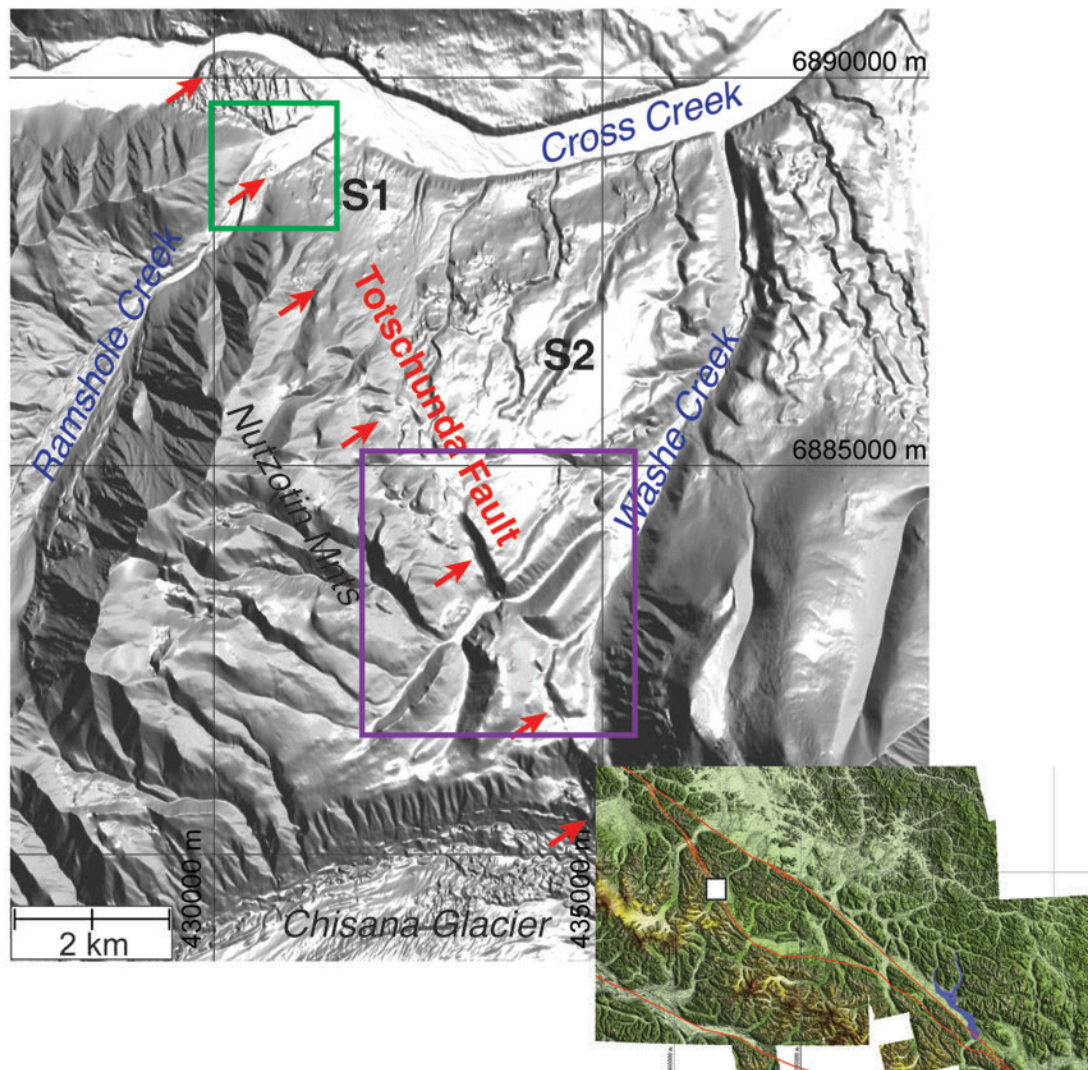 6890000 m
Cross Creek
S1
Ramshole Creek
Totschunda Fault
S2
Nutzotin Mnts
6885000 m
Washe Creek
430000 m
435000 m
2 km
Chisana Glacier